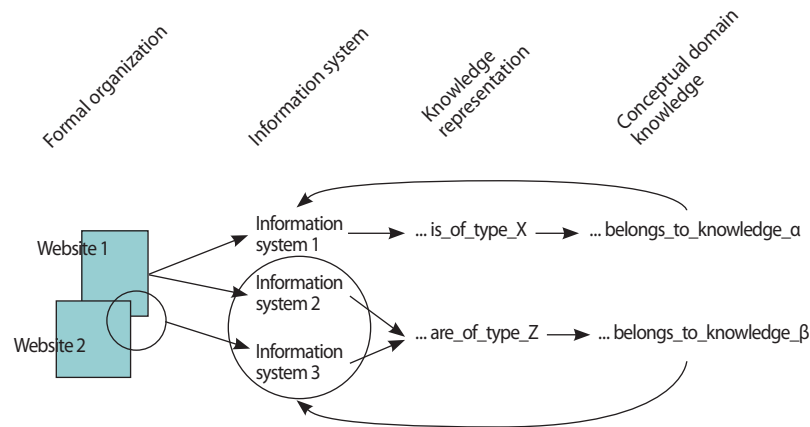 Formal organization
Information system
Knowledge
representation
Conceptual domain
knowledge
Website 1
Website 2
Information
system 1
... is_of_type_X
... belongs_to_knowledge_α
Information
system 2
Information
system 3
... are_of_type_Z
... belongs_to_knowledge_β